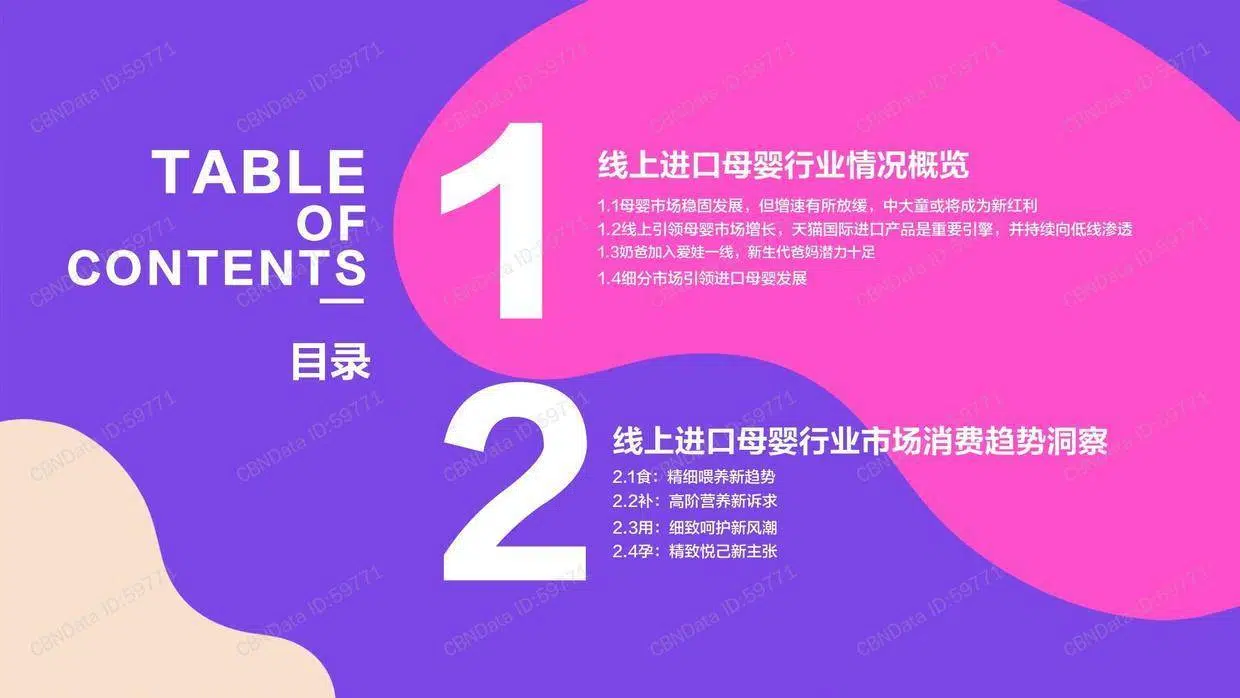 TABLE
OF
CONTENTS
目录
1
线上进口母婴行业情况概览
1.1母婴市场稳固发展，但增速有所放缓，中大童或将成为新红利
1.2线上引领母婴市场增长，天猫国际进口产品是重要引擎，并持续向低线渗透
1.3奶爸加入爱娃一线，新生代爸妈潜力十足
1.4细分市场引领进口母婴发展
2
线上进口母婴行业市场消费趋势洞察
2.1食：精细喂养新趋势
2.2补：高阶营养新诉求
2.3用：细致呵护新风潮
2.4孕：精致悦己新主张
CBNData ID:59771